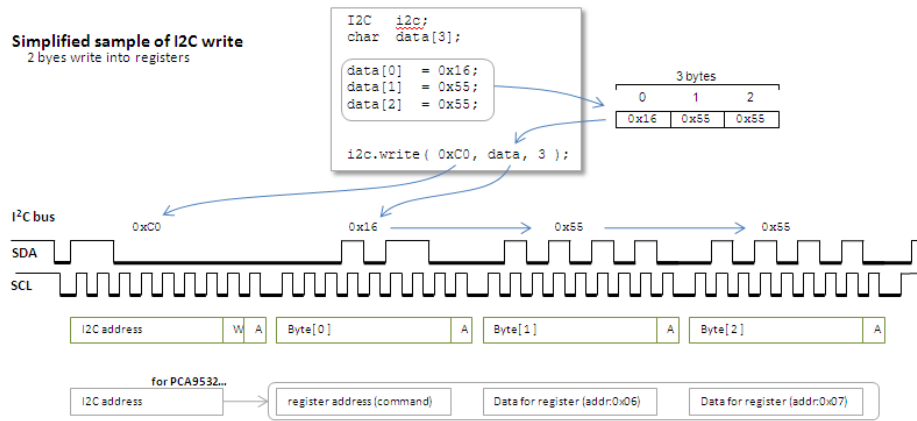 Simplified sample of I2C write
2 byes write into registers
I2C i2c;
char data[3];
data[0] = 0x16;
data[1] = 0x55;
data[2] = 0x55;
i2c.write( 0xC0, data, 3 );
3 bytes
0 1 2
0x16 0x55 0x55
I²C bus
0xC0 0x16 0x55 0x55
SDA
SCL
I2C address W A Byte[0] A Byte[1] A Byte[2] A
for PCA9532...
I2C address register address (command) Data for register (addr:0x06) Data for register (addr:0x07)